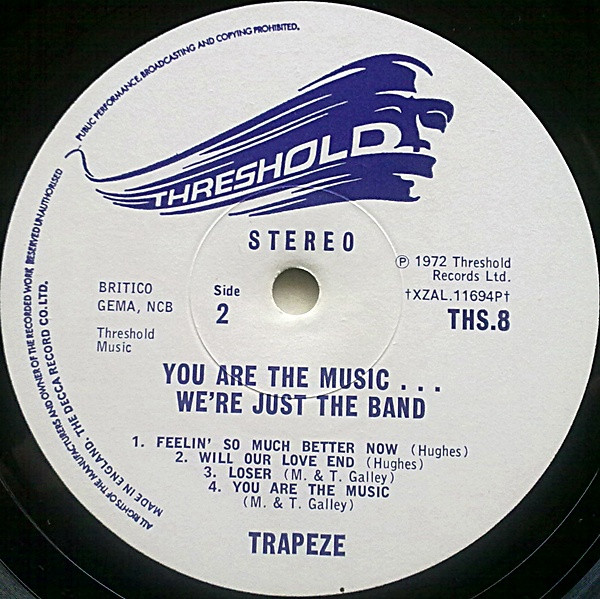 ALL RIGHTS OF THE MANUFACTURERS AND OWNER OF THE RECORDED WORK RESERVED UNAUTHORISED PUBLIC PERFORMANCE, BROADCASTING AND COPYING PROHIBITED.
MADE IN ENGLAND. THE DECCA RECORD CO. LTD.
THRESHOLD
STEREO
℗ 1972 Threshold
Records Ltd.
BRITICO
GEMA, NCB
Side
2
†XZAL.11694P†
THS.8
Threshold
Music
YOU ARE THE MUSIC . . .
WE'RE JUST THE BAND
1. FEELIN' SO MUCH BETTER NOW (Hughes)
2. WILL OUR LOVE END (Hughes)
3. LOSER (M. & T. Galley)
4. YOU ARE THE MUSIC
(M. & T. Galley)
TRAPEZE